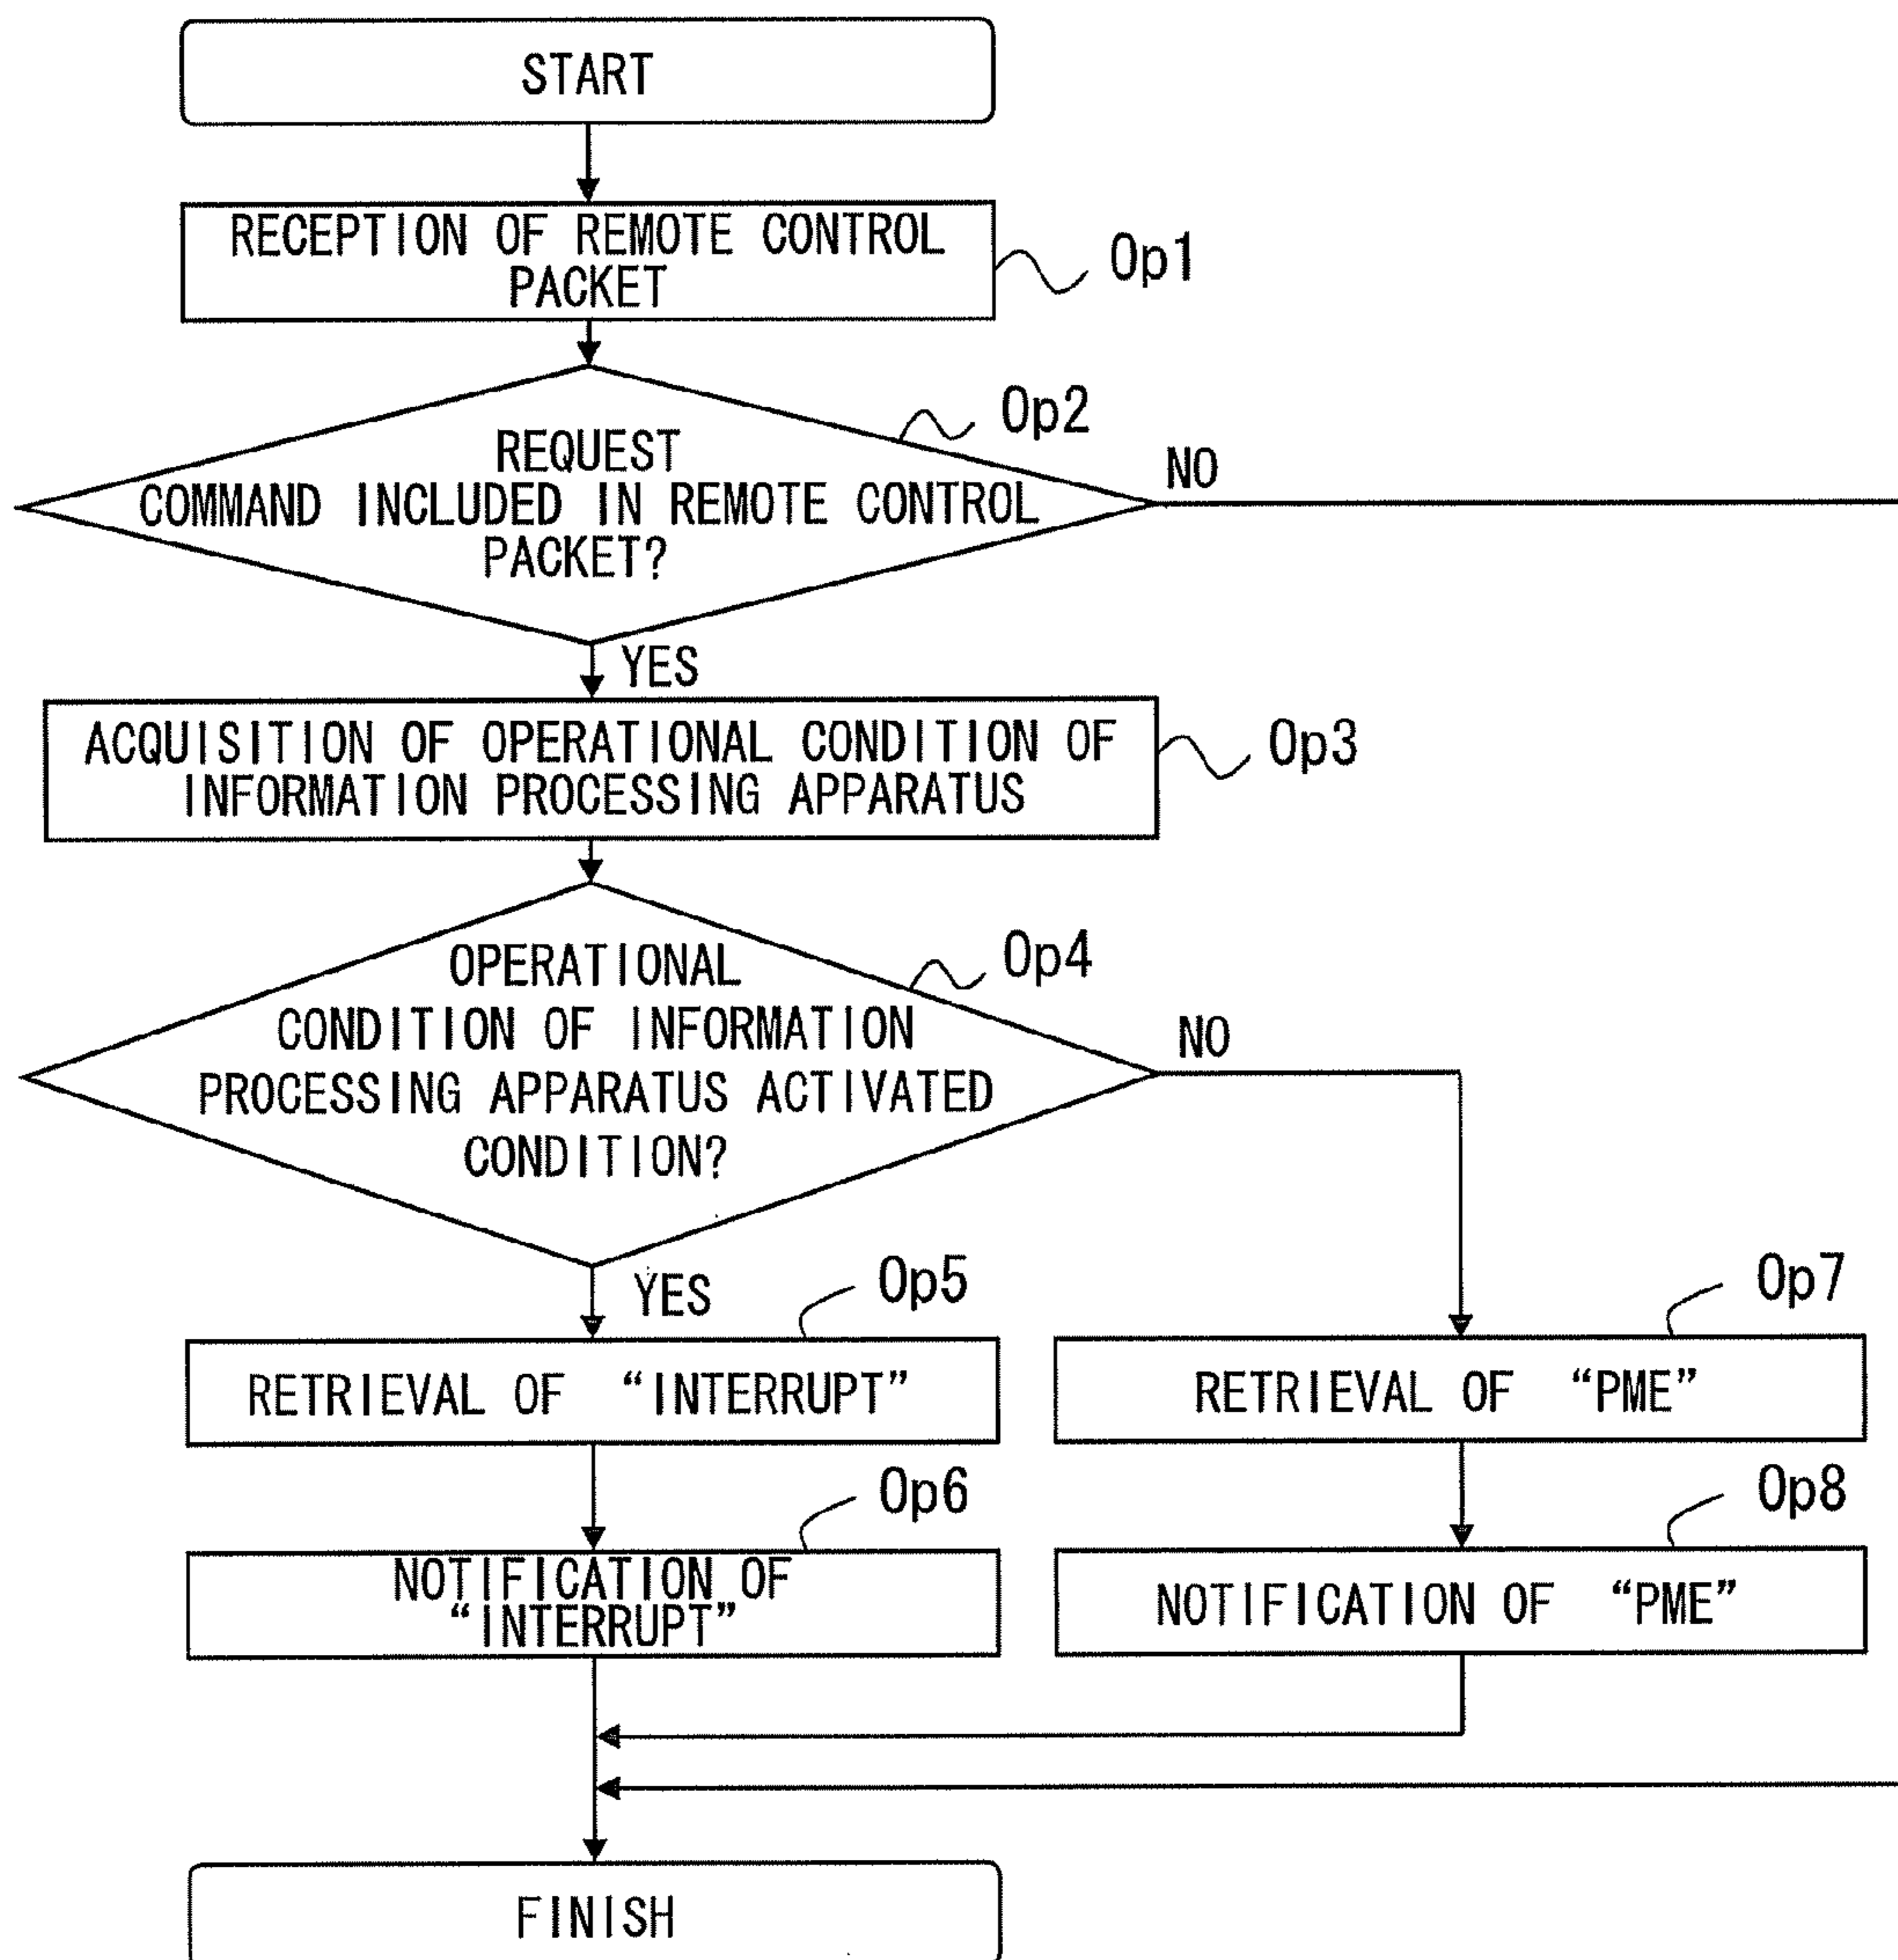 START
RECEPTION OF REMOTE CONTROL
PACKET
Op1
Op2
REQUEST
COMMAND INCLUDED IN REMOTE CONTROL
PACKET?
NO
YES
ACQUISITION OF OPERATIONAL CONDITION OF
INFORMATION PROCESSING APPARATUS
Op3
Op4
OPERATIONAL
CONDITION OF INFORMATION
PROCESSING APPARATUS ACTIVATED
CONDITION?
NO
YES
Op5
RETRIEVAL OF “INTERRUPT”
Op7
RETRIEVAL OF “PME”
Op6
NOTIFICATION OF
“INTERRUPT”
Op8
NOTIFICATION OF “PME”
FINISH